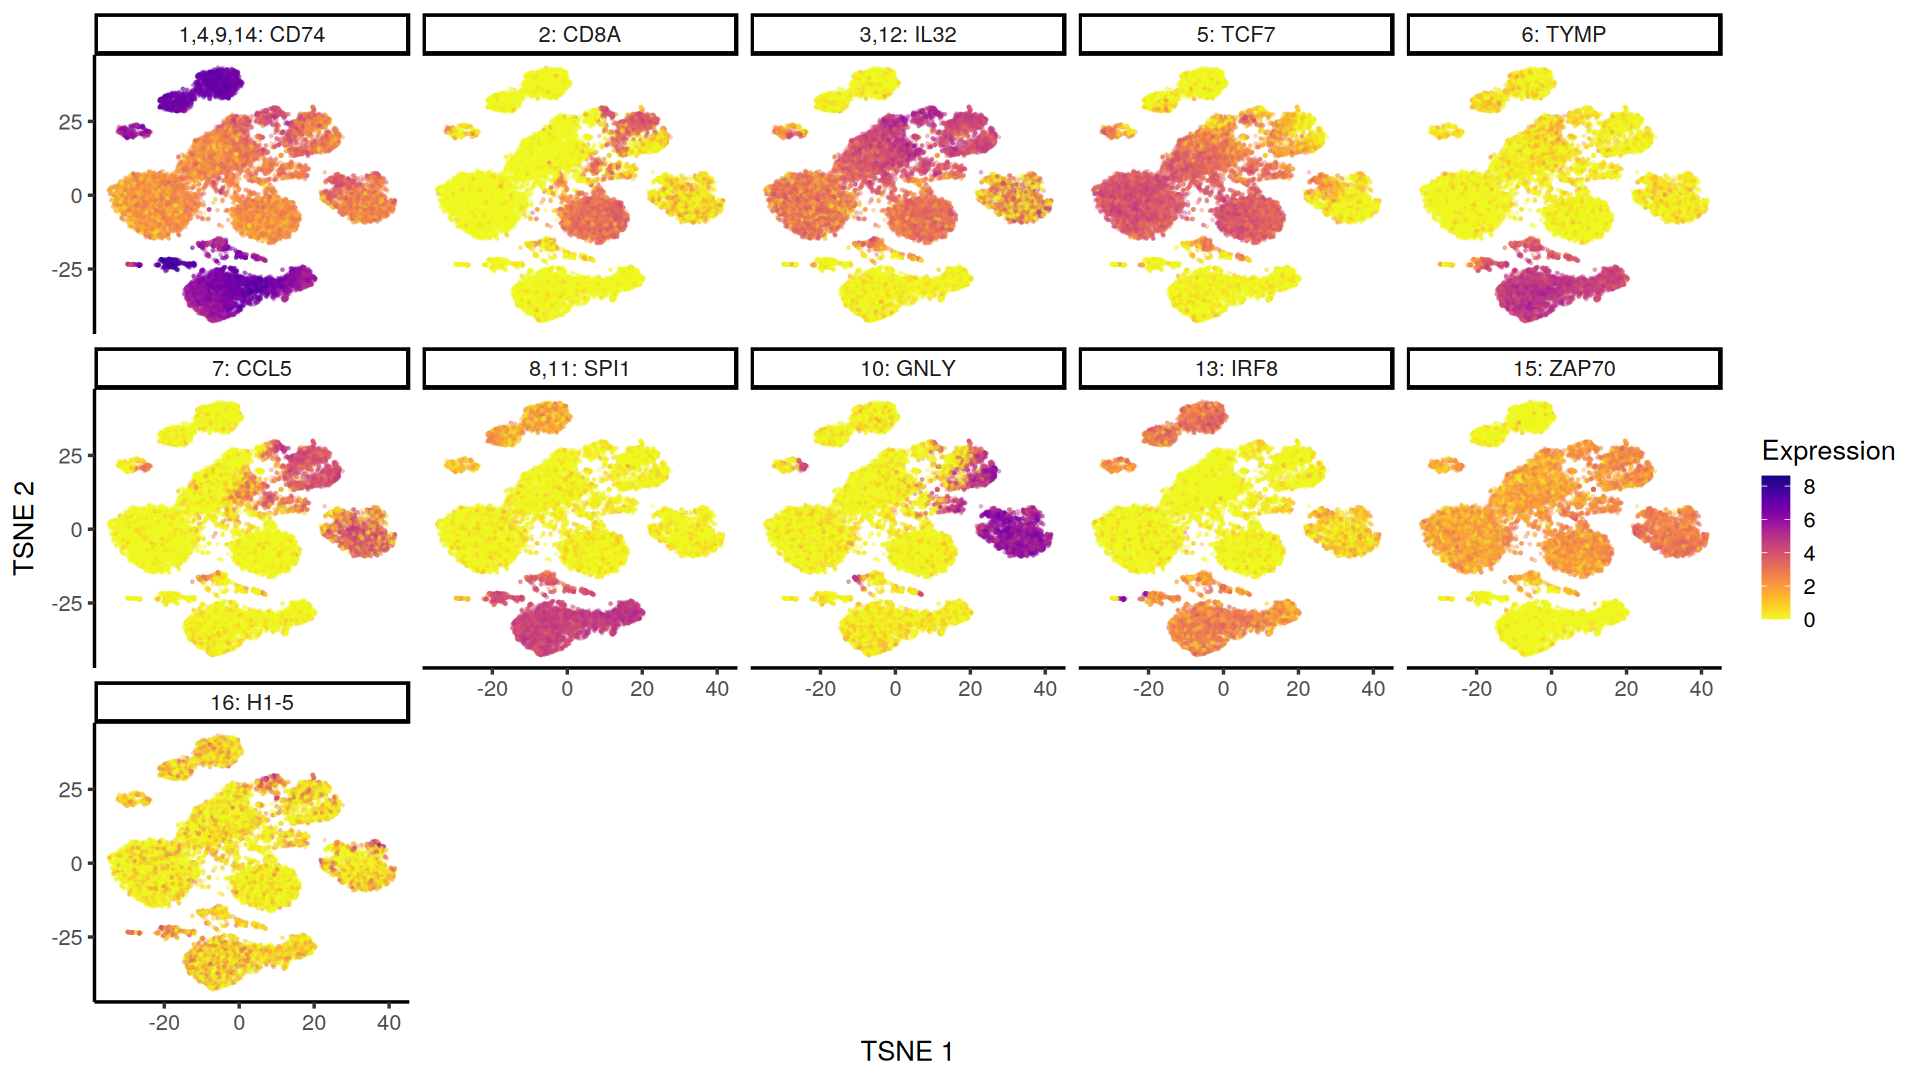 1,4,9,14: CD74
2: CD8A
3,12: IL32
5: TCF7
6: TYMP
25
0
-25
7: CCL5
8,11: SPI1
10: GNLY
13: IRF8
15: ZAP70
25
0
-25
-20 0 20 40
-20 0 20 40
-20 0 20 40
-20 0 20 40
16: H1-5
25
0
-25
-20 0 20 40
TSNE 1
TSNE 2
Expression
8
6
4
2
0